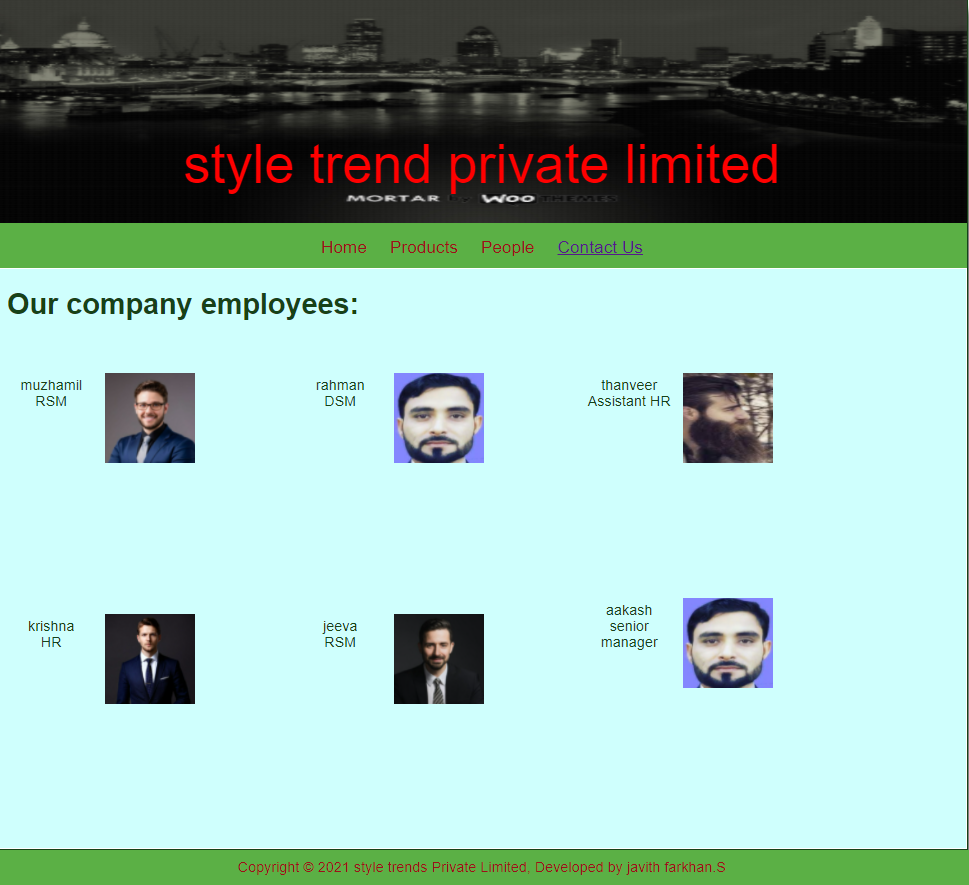 style trend private limited
MORTAR BY WOO THEMES
Home Products People Contact Us
Our company employees:
muzhamil
RSM
rahman
DSM
thanveer
Assistant HR
krishna
HR
jeeva
RSM
aakash
senior
manager
Copyright © 2021 style trends Private Limited, Developed by javith farkhan.S